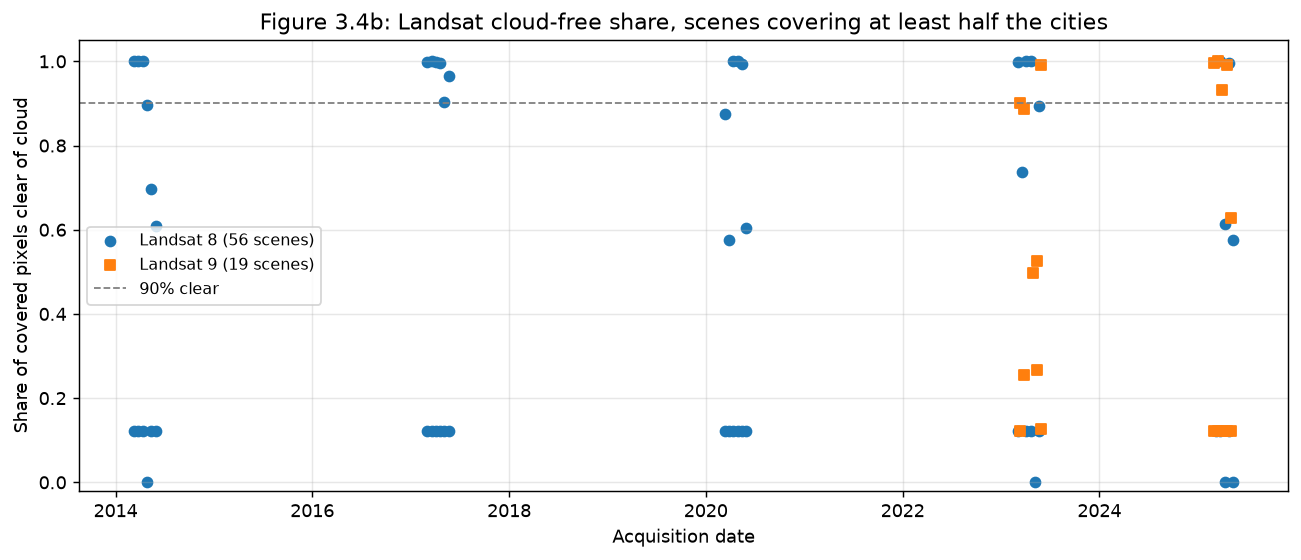 Figure 3.4b: Landsat cloud-free share, scenes covering at least half the cities
Share of covered pixels clear of cloud
1.0
0.8
0.6
0.4
0.2
0.0
Landsat 8 (56 scenes)
Landsat 9 (19 scenes)
90% clear
2014
2016
2018
2020
2022
2024
Acquisition date